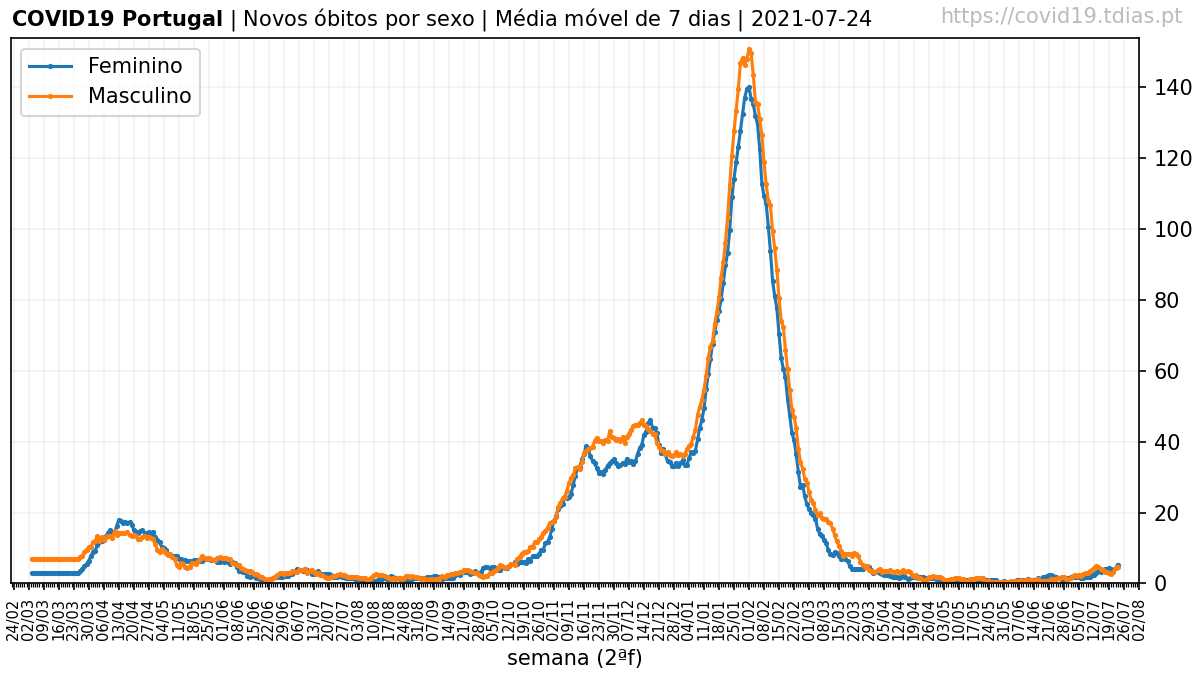 COVID19 Portugal | Novos óbitos por sexo | Média móvel de 7 dias | 2021-07-24
https://covid19.tdias.pt
Feminino
Masculino
140
120
100
80
60
40
20
0
24/02 02/03 09/03 16/03 23/03 30/03 06/04 13/04 20/04 27/04 04/05 11/05 18/05 25/05 01/06 08/06 15/06 22/06 29/06 06/07 13/07 20/07 27/07 03/08 10/08 17/08 24/08 31/08 07/09 14/09 21/09 28/09 05/10 12/10 19/10 26/10 02/11 09/11 16/11 23/11 30/11 07/12 14/12 21/12 28/12 04/01 11/01 18/01 25/01 01/02 08/02 15/02 22/02 01/03 08/03 15/03 22/03 29/03 05/04 12/04 19/04 26/04 03/05 10/05 17/05 24/05 31/05 07/06 14/06 21/06 28/06 05/07 12/07 19/07 26/07 02/08
semana (2ªf)